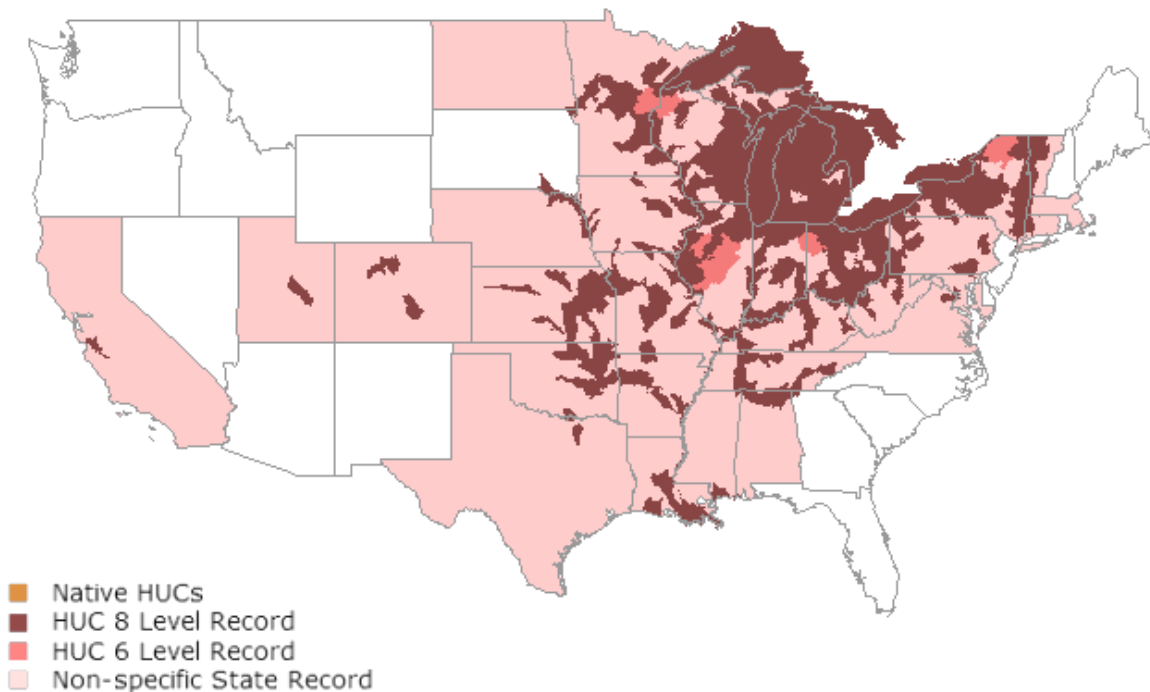 Native HUCs
HUC 8 Level Record
HUC 6 Level Record
Non-specific State Record